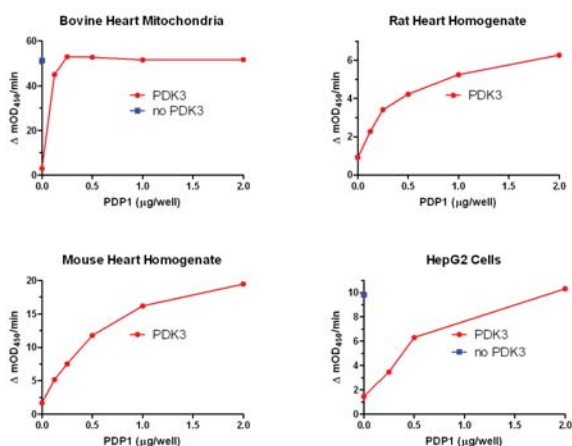 Bovine Heart Mitochondria
Δ mOD450/min
60
40
20
0
PDK3
no PDK3
0.0 0.5 1.0 1.5 2.0
PDP1 (µg/well)
Rat Heart Homogenate
Δ mOD450/min
6
4
2
0
PDK3
0.0 0.5 1.0 1.5 2.0
PDP1 (µg/well)
Mouse Heart Homogenate
Δ mOD450/min
20
15
10
5
0
PDK3
0.0 0.5 1.0 1.5 2.0
PDP1 (µg/well)
HepG2 Cells
Δ mOD450/min
10
8
6
4
2
0
PDK3
no PDK3
0.0 0.5 1.0 1.5 2.0
PDP1 (µg/well)